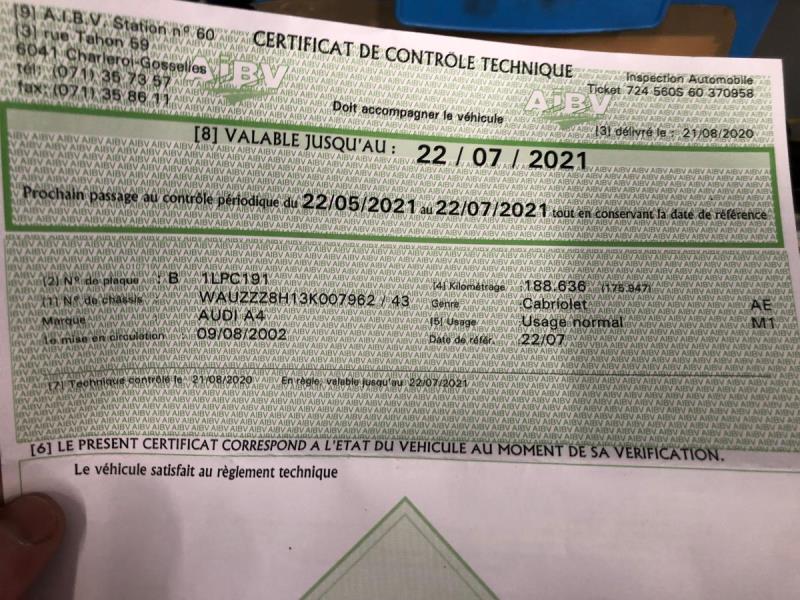 [9] A.I.B.V. Station n° 60
[3] rue Tahon 59
6041 Charleroi-Gosselies
tél: (071) 35 73 57
fax: (071) 35 86 11
AIBV
CERTIFICAT DE CONTRÔLE TECHNIQUE
Doit accompagner le véhicule
AIBV
Inspection Automobile
Ticket 724 560S 60 370958
[3] délivré le : 21/08/2020
[8] VALABLE JUSQU'AU : 22 / 07 / 2021
Prochain passage au contrôle périodique du 22/05/2021 au 22/07/2021 tout en conservant la date de référence
[2] N° de plaque : B 1LPC191
[1] N° de châssis : WAUZZZ8H13K007962 / 43
Marque : AUDI A4
1e mise en circulation : 09/08/2002
[4] Kilométrage : 188.636 (175.947)
Genre : Cabriolet AE
[5] Usage : Usage normal M1
Date de référ. : 22/07
[7] Technique contrôlé le 21/08/2020 En règle, valable jusqu'au 22/07/2021
[6] LE PRESENT CERTIFICAT CORRESPOND A L'ETAT DU VEHICULE AU MOMENT DE SA VERIFICATION.
Le véhicule satisfait au règlement technique